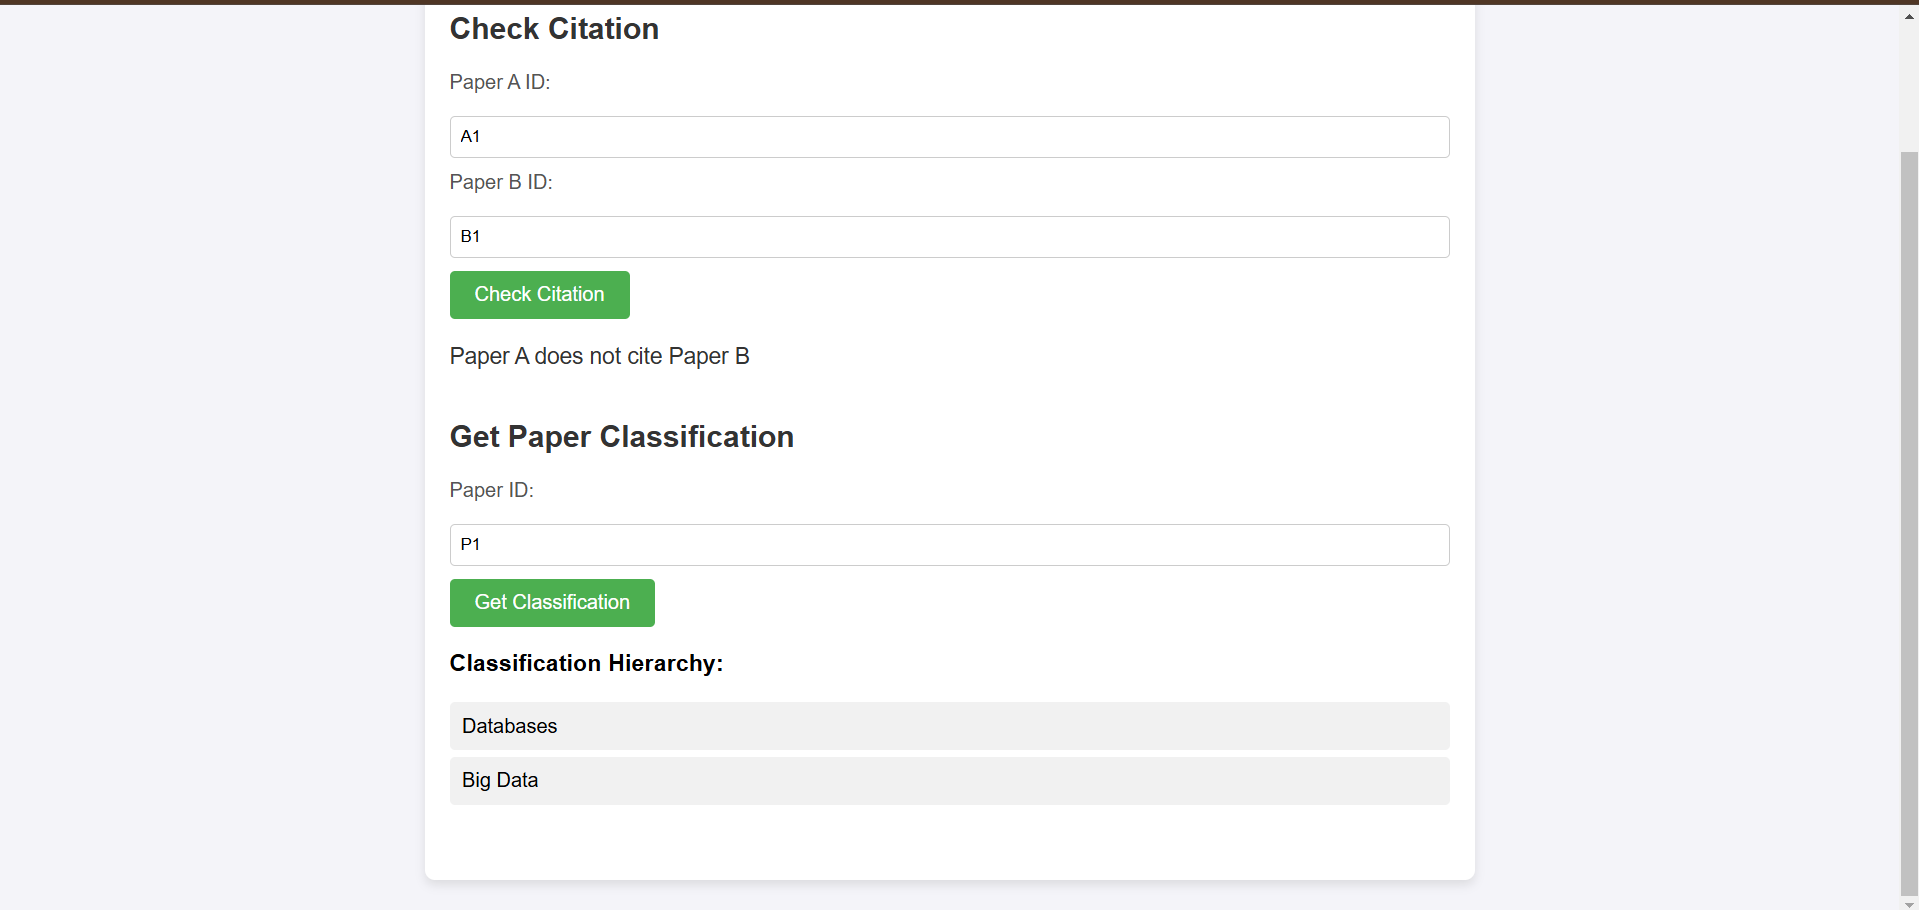 Check Citation
Paper A ID:
A1
Paper B ID:
B1
Check Citation
Paper A does not cite Paper B
Get Paper Classification
Paper ID:
P1
Get Classification
Classification Hierarchy:
Databases
Big Data